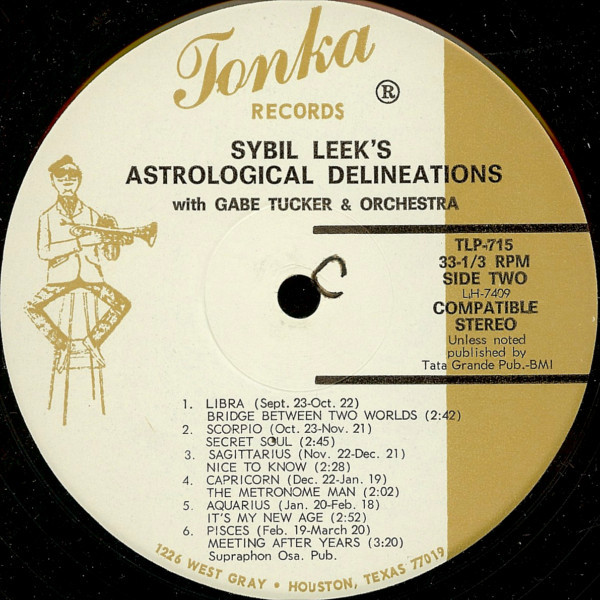 Tonka
®
RECORDS
SYBIL LEEK'S
ASTROLOGICAL DELINEATIONS
with GABE TUCKER & ORCHESTRA
TLP-715
33-1/3 RPM
SIDE TWO
LH-7409
COMPATIBLE
STEREO
Unless noted
published by
Tata Grande Pub.-BMI
C
1. LIBRA (Sept. 23-Oct. 22)
BRIDGE BETWEEN TWO WORLDS (2:42)
2. SCORPIO (Oct. 23-Nov. 21)
SECRET SOUL (2:45)
3. SAGITTARIUS (Nov. 22-Dec. 21)
NICE TO KNOW (2:28)
4. CAPRICORN (Dec. 22-Jan. 19)
THE METRONOME MAN (2:02)
5. AQUARIUS (Jan. 20-Feb. 18)
IT'S MY NEW AGE (2:52)
6. PISCES (Feb. 19-March 20)
MEETING AFTER YEARS (3:20)
Supraphon Osa. Pub.
1226 WEST GRAY • HOUSTON, TEXAS 77019